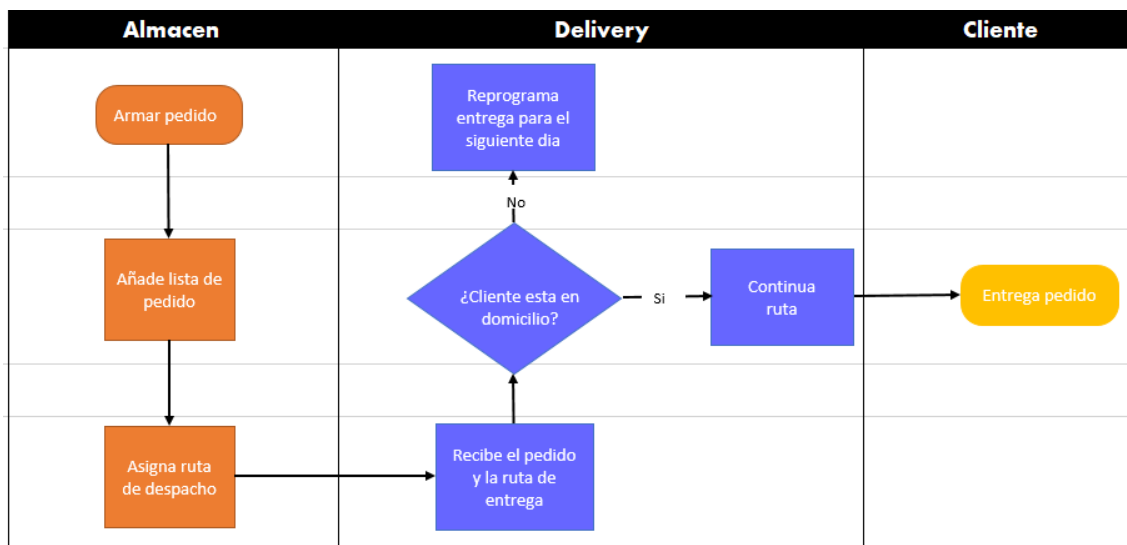 Almacen
Delivery
Cliente
Armar pedido
Añade lista de
pedido
Asigna ruta
de despacho
Reprograma
entrega para el
siguiente dia
No
¿Cliente esta en
domicilio?
Si
Continua
ruta
Recibe el pedido
y la ruta de
entrega
Entrega pedido